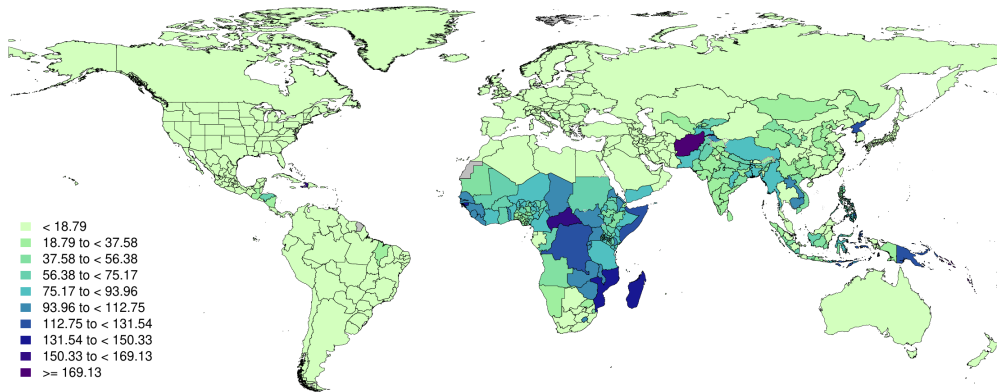 < 18.79
18.79 to < 37.58
37.58 to < 56.38
56.38 to < 75.17
75.17 to < 93.96
93.96 to < 112.75
112.75 to < 131.54
131.54 to < 150.33
150.33 to < 169.13
>= 169.13